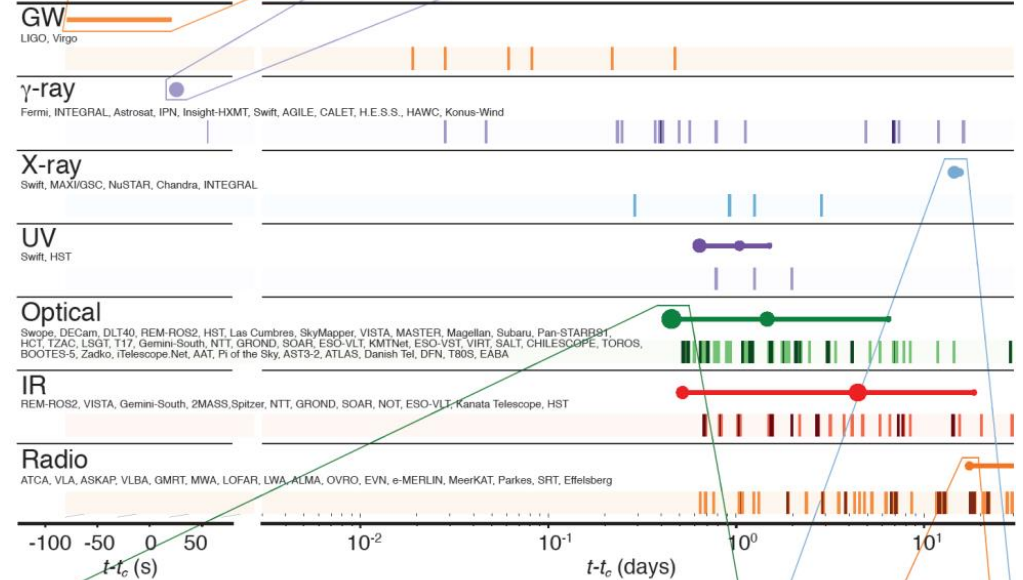 GW
LIGO, Virgo
γ-ray
Fermi, INTEGRAL, Astrosat, IPN, Insight-HXMT, Swift, AGILE, CALET, H.E.S.S., HAWC, Konus-Wind
X-ray
Swift, MAXI/GSC, NuSTAR, Chandra, INTEGRAL
UV
Swift, HST
Optical
Swope, DECam, DLT40, REM-ROS2, HST, Las Cumbres, SkyMapper, VISTA, MASTER, Magellan, Subaru, Pan-STARRS1,
HCT, TZAC, LSGT, T17, Gemini-South, NTT, GROND, SOAR, ESO-VLT, KMTNet, ESO-VST, VIRT, SALT, CHILESCOPE, TOROS,
BOOTES-5, Zadko, iTelescope.Net, AAT, Pi of the Sky, AST3-2, ATLAS, Danish Tel, DFN, T80S, EABA
IR
REM-ROS2, VISTA, Gemini-South, 2MASS,Spitzer, NTT, GROND, SOAR, NOT, ESO-VLT, Kanata Telescope, HST
Radio
ATCA, VLA, ASKAP, VLBA, GMRT, MWA, LOFAR, LWA, ALMA, OVRO, EVN, e-MERLIN, MeerKAT, Parkes, SRT, Effelsberg
-100 -50 0 50 10⁻² 10⁻¹ 10⁰ 10¹
t-t_c (s) t-t_c (days)